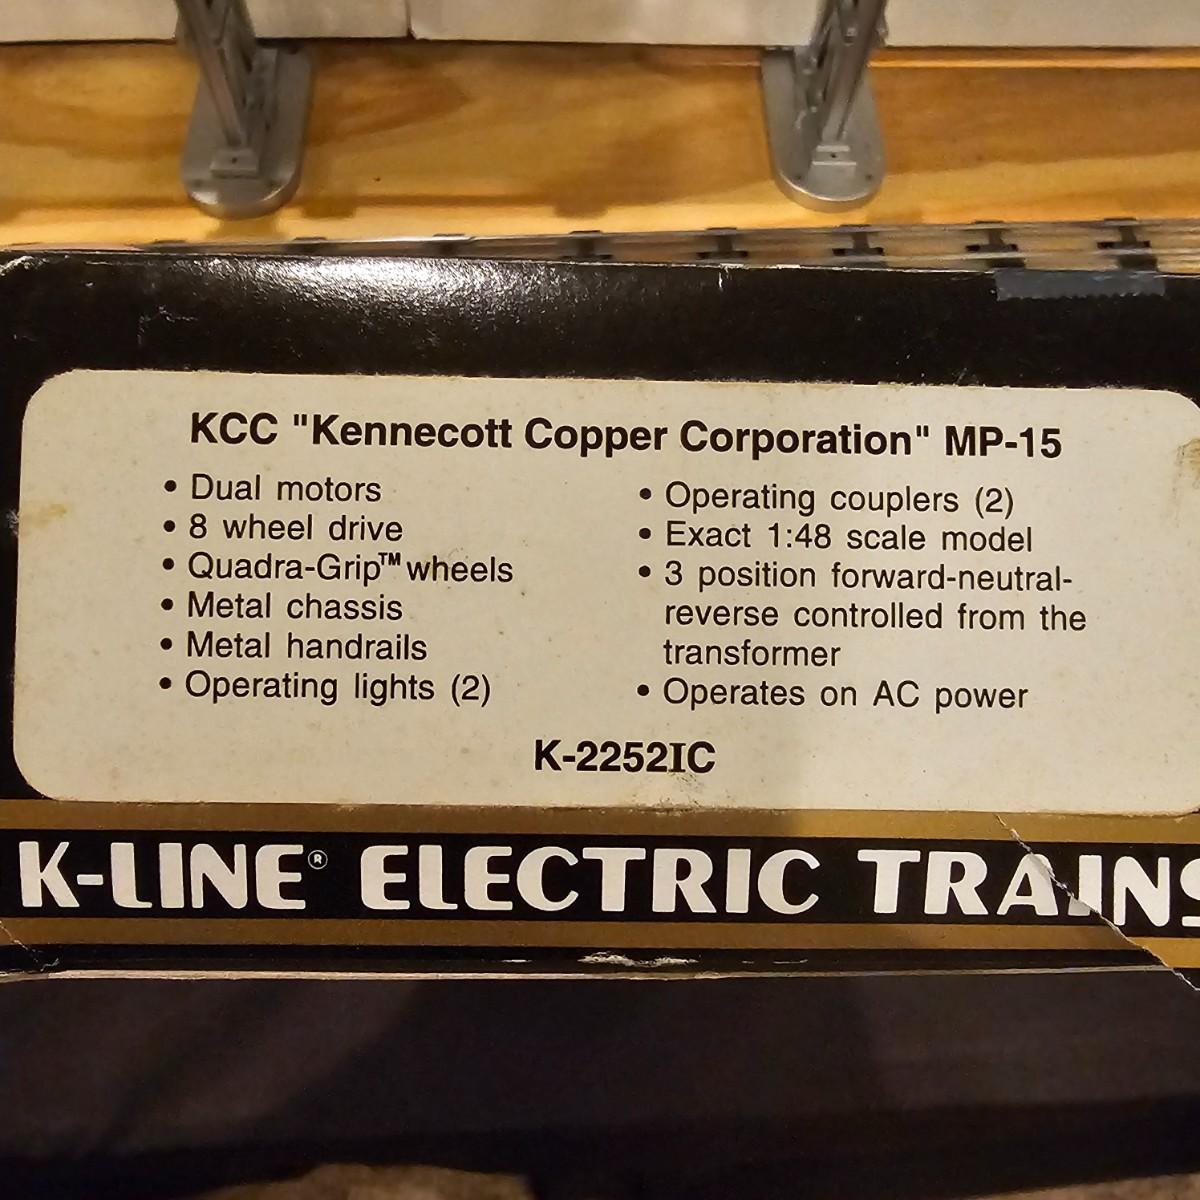 KCC "Kennecott Copper Corporation" MP-15
• Dual motors
• 8 wheel drive
• Quadra-Grip™ wheels
• Metal chassis
• Metal handrails
• Operating lights (2)
• Operating couplers (2)
• Exact 1:48 scale model
• 3 position forward-neutral-
reverse controlled from the
transformer
• Operates on AC power
K-2252IC
K-LINE® ELECTRIC TRAINS